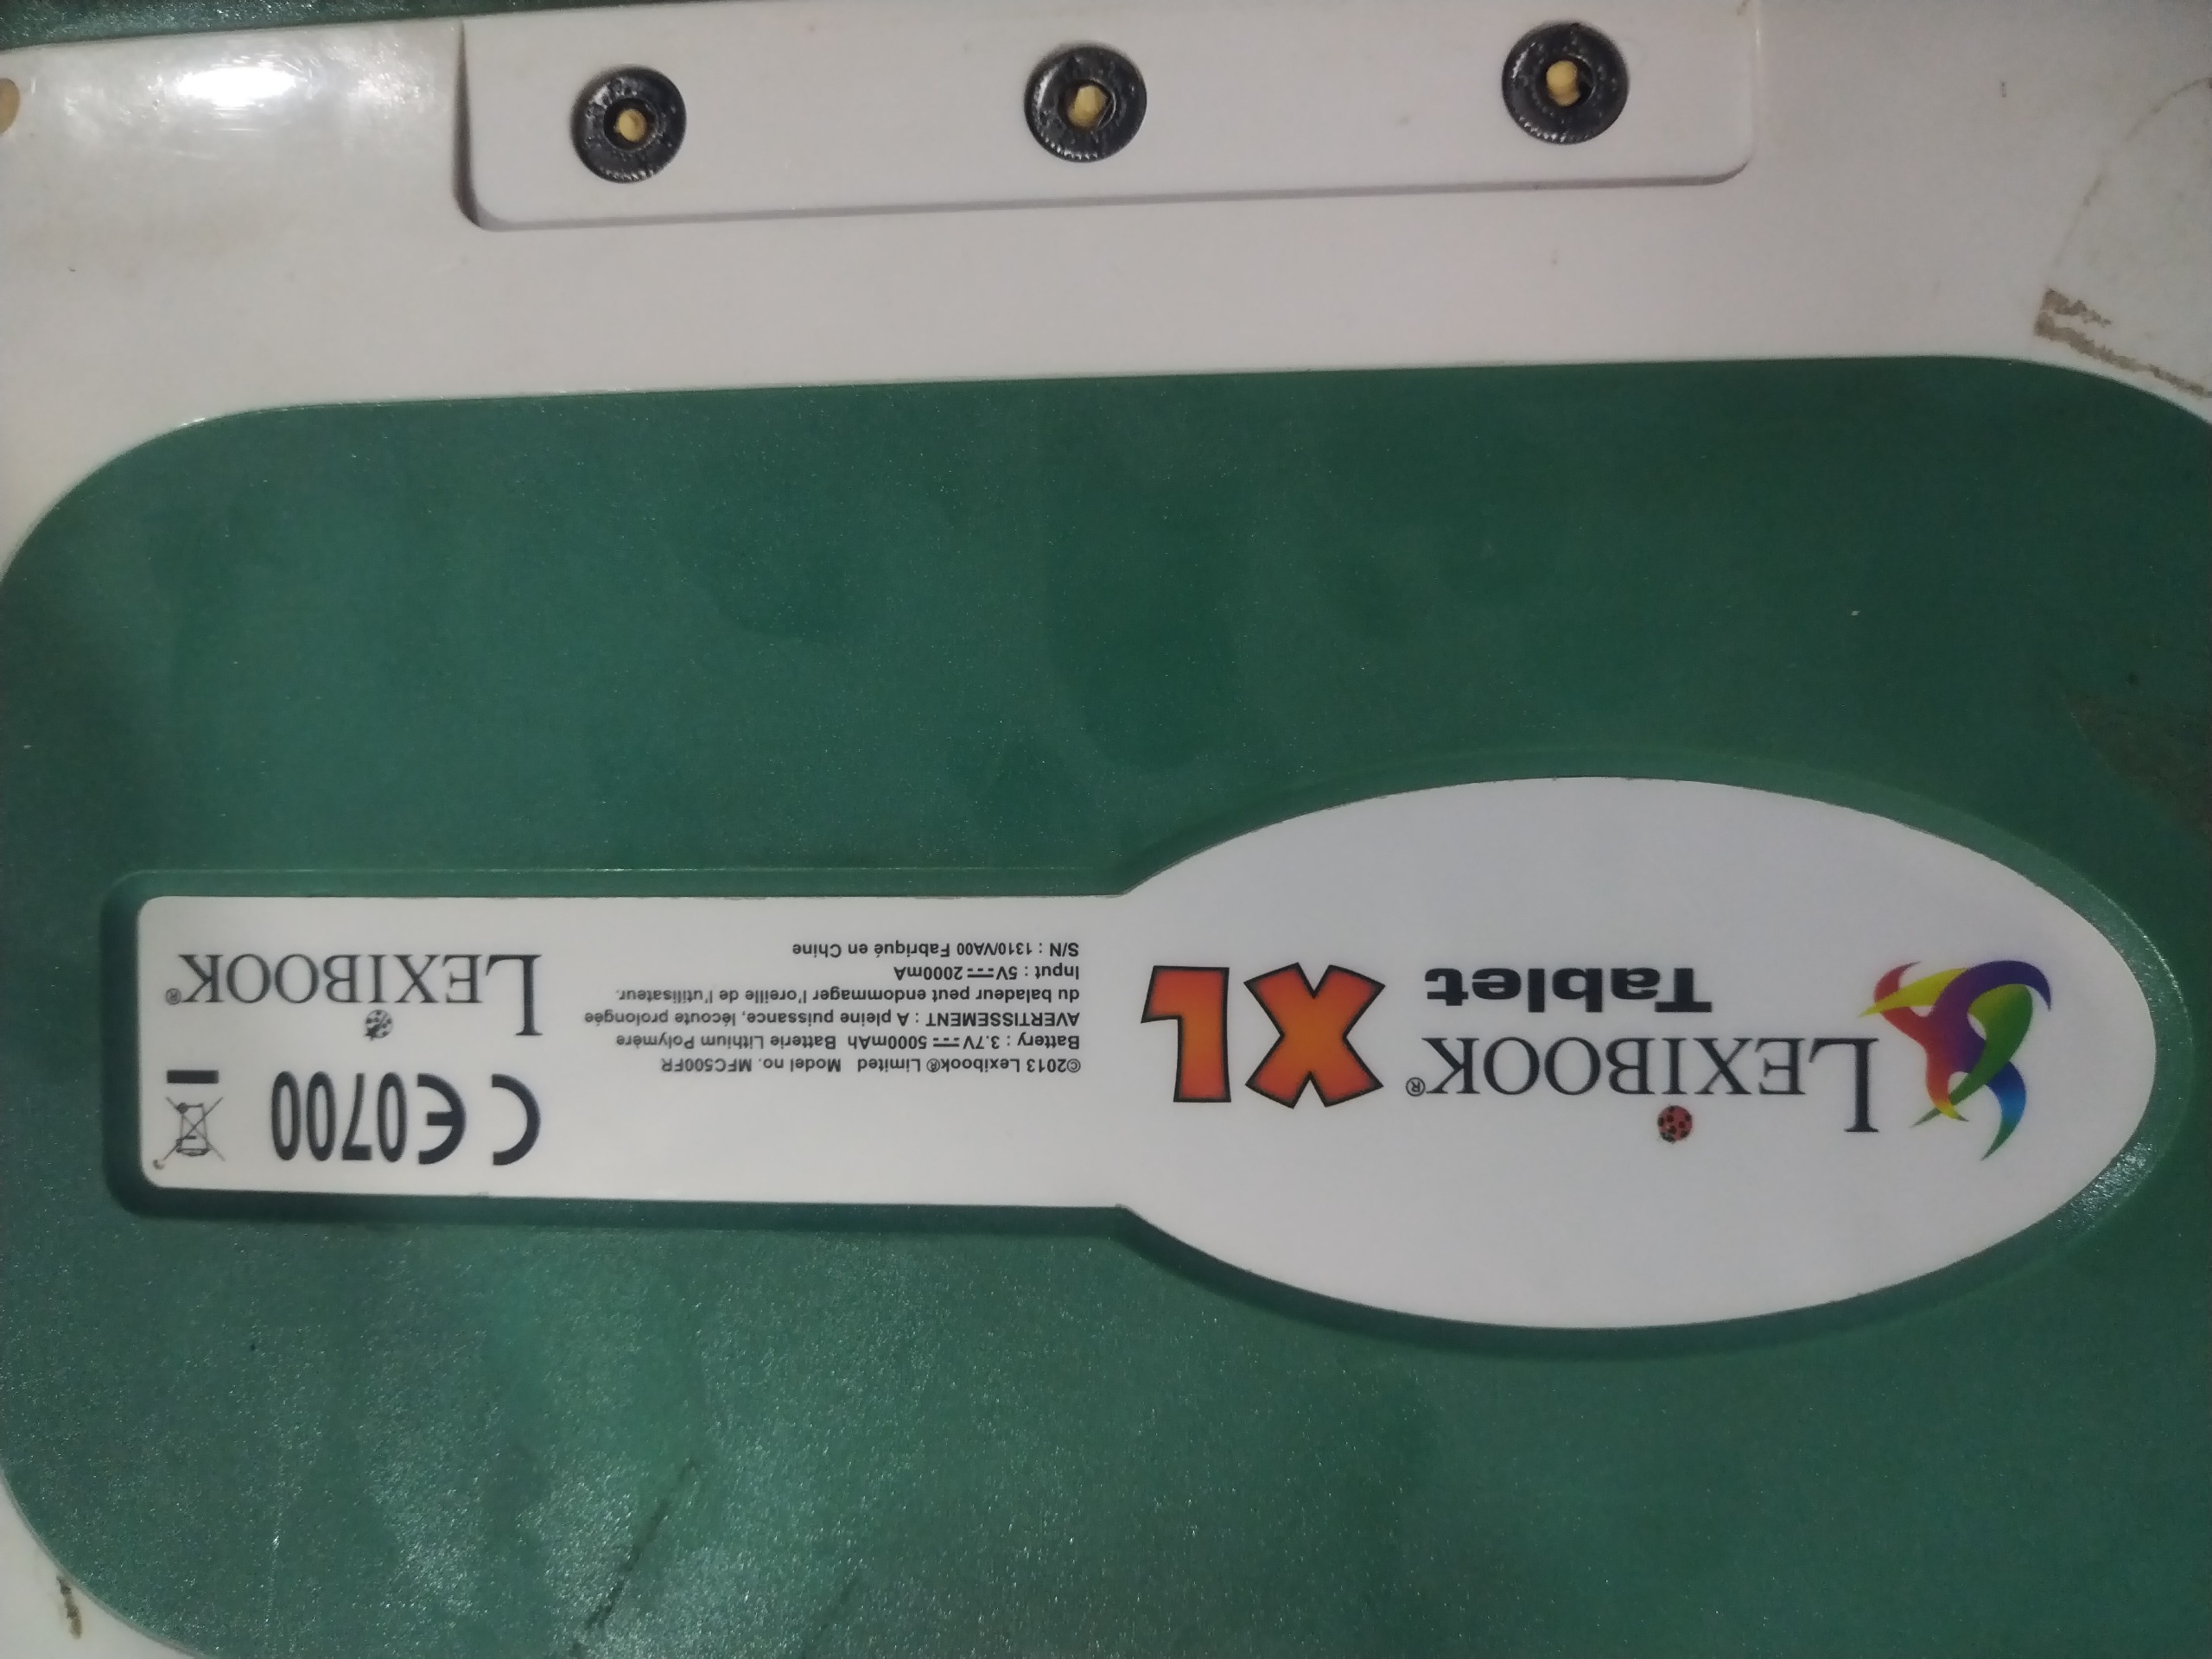 LEXIBOOK®
Tablet
XL
©2013 Lexibook® Limited Model no. MFC500FR
Battery : 3.7V 5000mAh Batterie Lithium Polymère
AVERTISSEMENT : A pleine puissance, lécoute prolongée
du baladeur peut endommager l'oreille de l'utilisateur.
Input : 5V 2000mA
S/N : 1310/VA00 Fabriqué en Chine
CE0700
LEXIBOOK®